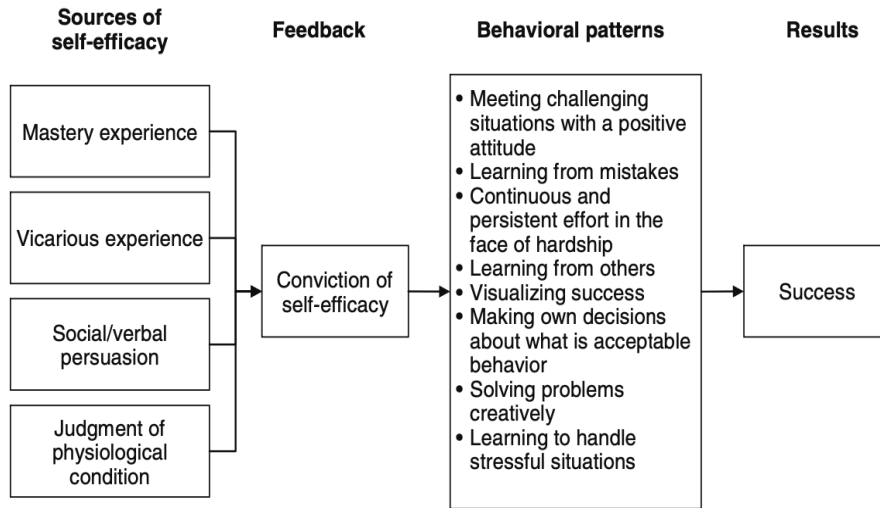 Sources of
self-efficacy
Feedback
Behavioral patterns
Results
Mastery experience
Vicarious experience
Social/verbal
persuasion
Judgment of
physiological
condition
Conviction of
self-efficacy
• Meeting challenging
situations with a positive
attitude
• Learning from mistakes
• Continuous and
persistent effort in the
face of hardship
• Learning from others
• Visualizing success
• Making own decisions
about what is acceptable
behavior
• Solving problems
creatively
• Learning to handle
stressful situations
Success